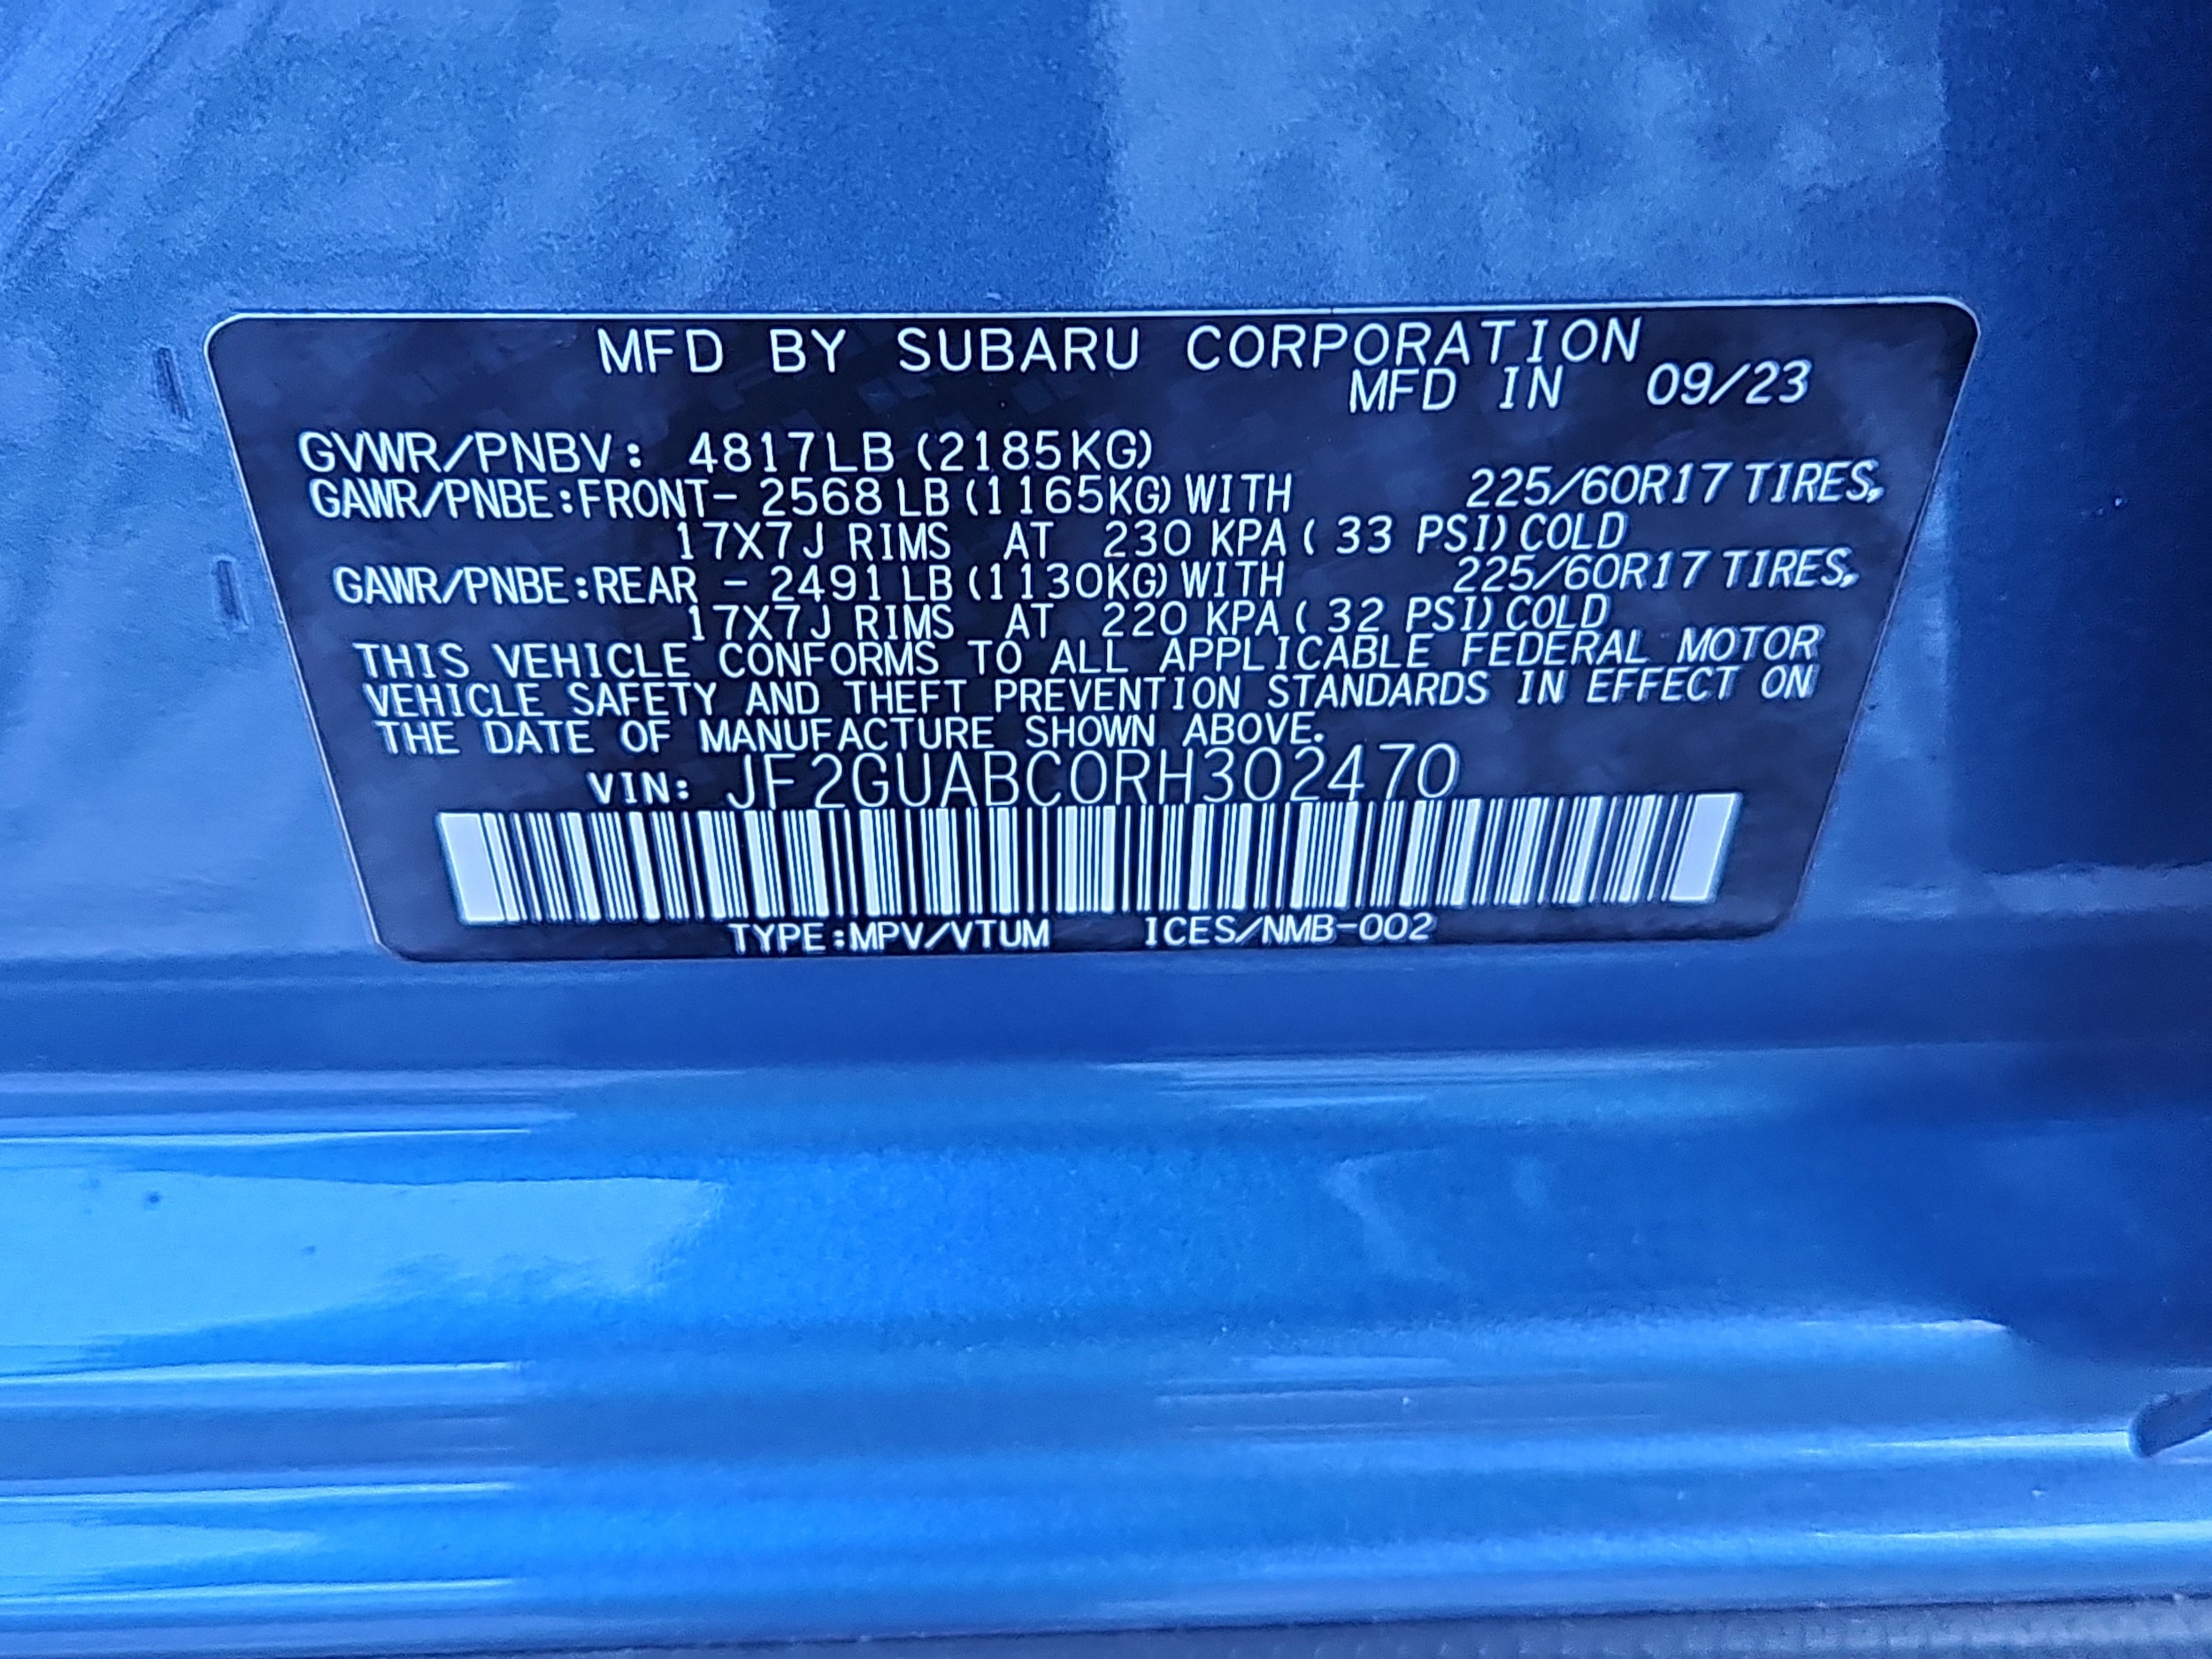 MFD BY SUBARU CORPORATION
MFD IN 09/23
GVWR/PNBV: 4817LB (2185KG)
GAWR/PNBE:FRONT- 2568 LB (1165KG) WITH 225/60R17 TIRES,
17X7J RIMS AT 230 KPA ( 33 PSI) COLD
GAWR/PNBE:REAR - 2491 LB (1130KG) WITH 225/60R17 TIRES,
17X7J RIMS AT 220 KPA ( 32 PSI) COLD
THIS VEHICLE CONFORMS TO ALL APPLICABLE FEDERAL MOTOR
VEHICLE SAFETY AND THEFT PREVENTION STANDARDS IN EFFECT ON
THE DATE OF MANUFACTURE SHOWN ABOVE.
VIN: JF2GUABC0RH302470
TYPE:MPV/VTUM ICES/NMB-002